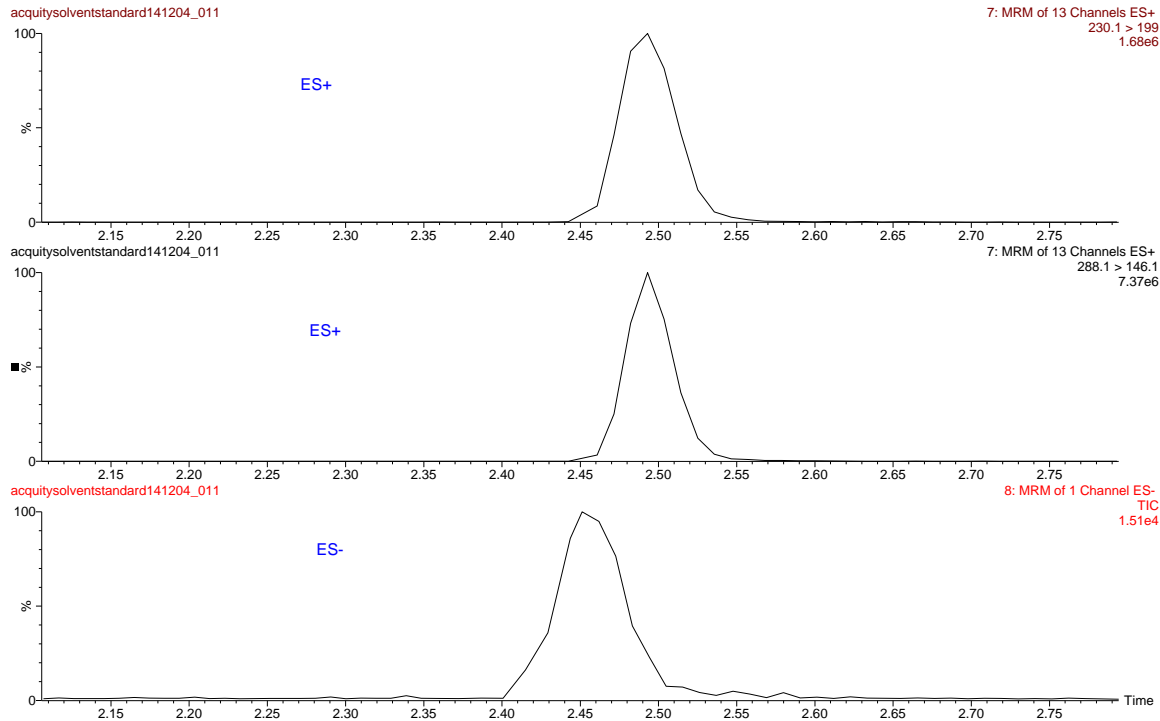 acquitysolventstandard141204_011
7: MRM of 13 Channels ES+
230.1 > 199
1.68e6
100
ES+
%
0
2.15 2.20 2.25 2.30 2.35 2.40 2.45 2.50 2.55 2.60 2.65 2.70 2.75
acquitysolventstandard141204_011
7: MRM of 13 Channels ES+
288.1 > 146.1
7.37e6
100
ES+
%
0
2.15 2.20 2.25 2.30 2.35 2.40 2.45 2.50 2.55 2.60 2.65 2.70 2.75
acquitysolventstandard141204_011
8: MRM of 1 Channel ES-
TIC
1.51e4
100
ES-
%
0
Time
2.15 2.20 2.25 2.30 2.35 2.40 2.45 2.50 2.55 2.60 2.65 2.70 2.75